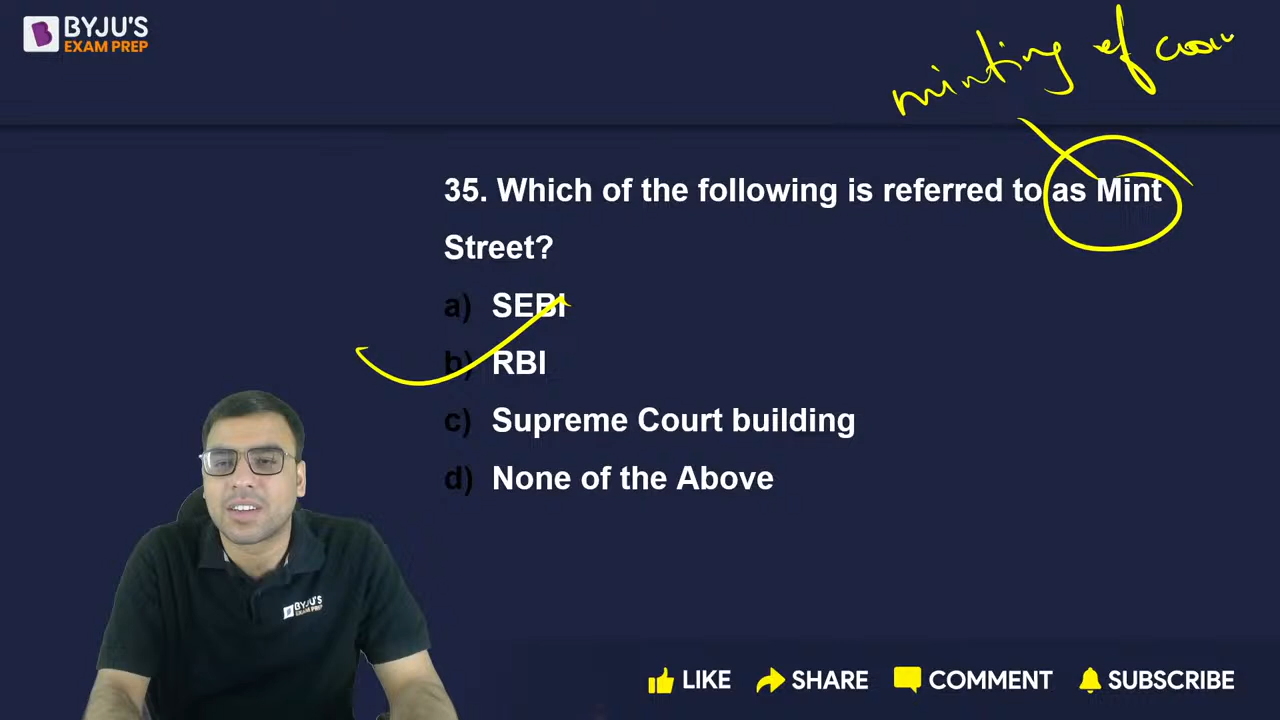 BYJU'S
EXAM PREP
minting of
35. Which of the following is referred to as Mint
Street?
a) SEBI
b) RBI
c) Supreme Court building
d) None of the Above
BYJU'S
EXAM PREP
LIKE SHARE COMMENT SUBSCRIBE